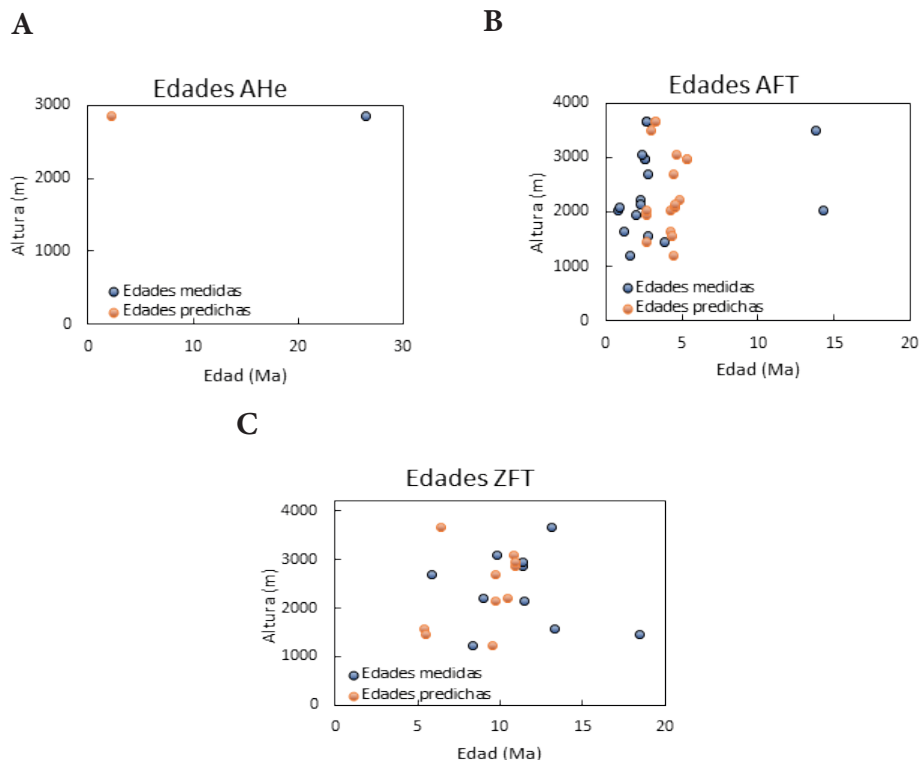 A
Edades AHe
3000
2000
1000
0
Altura (m)
Edades medidas
Edades predichas
0 10 20 30
Edad (Ma)
B
Edades AFT
4000
3000
2000
1000
0
Altura (m)
Edades medidas
Edades predichas
0 5 10 15 20
Edad (Ma)
C
Edades ZFT
4000
3000
2000
1000
0
Altura (m)
Edades medidas
Edades predichas
0 5 10 15 20
Edad (Ma)